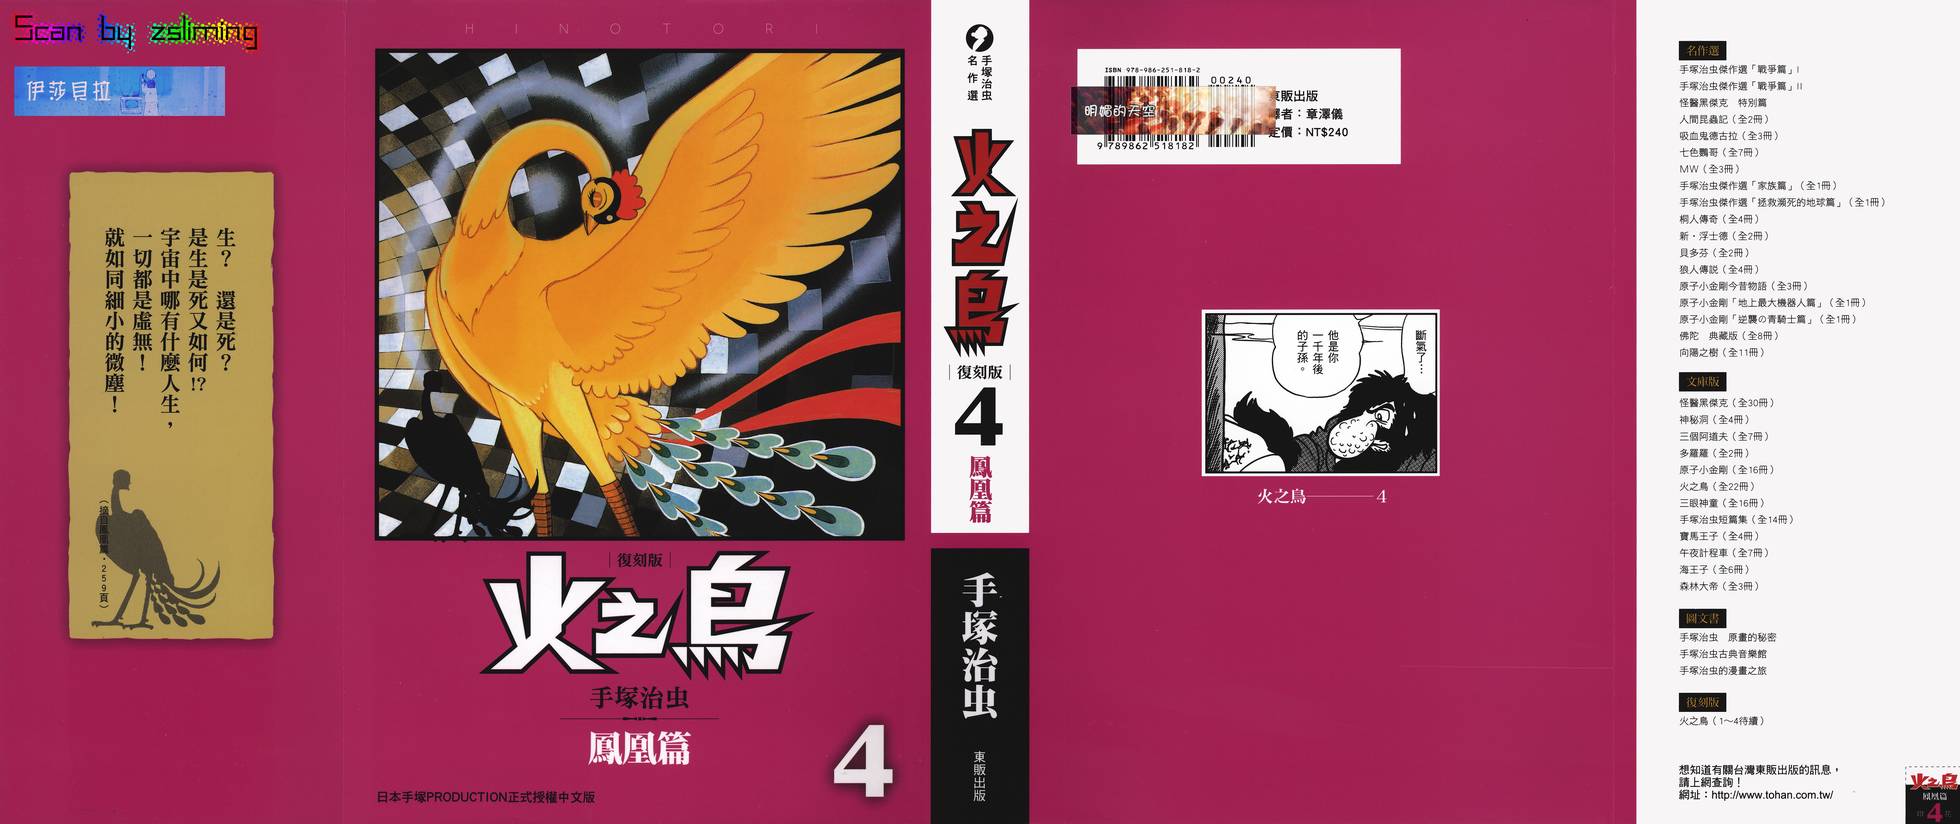 Scan by zsliming
伊莎貝拉
生？　還是死？
是生是死又如何!?
宇宙中哪有什麼人生，
一切都是虛無！
就如同細小的微塵！
（摘自鳳凰篇・259頁）
HINOTORI
復刻版
火之鳥
手塚治虫
鳳凰篇
4
日本手塚PRODUCTION正式授權中文版
手塚治虫
名作選
火之鳥
復刻版
4
鳳凰篇
手塚治虫
東販出版
ISBN 978-986-251-818-2
00240
9 789862 518182
明媚的天空
東販出版
譯者：章澤儀
定價：NT$240
斷氣了…
他是你
一千年後
的子孫。
火之鳥———4
名作選
手塚治虫傑作選「戰爭篇」I
手塚治虫傑作選「戰爭篇」II
怪醫黑傑克　特別篇
人間昆蟲記（全2冊）
吸血鬼德古拉（全3冊）
七色鸚哥（全7冊）
MW（全3冊）
手塚治虫傑作選「家族篇」（全1冊）
手塚治虫傑作選「拯救瀕死的地球篇」（全1冊）
桐人傳奇（全4冊）
新・浮士德（全2冊）
貝多芬（全2冊）
狼人傳説（全4冊）
原子小金剛今昔物語（全3冊）
原子小金剛「地上最大機器人篇」（全1冊）
原子小金剛「逆襲の青騎士篇」（全1冊）
佛陀　典藏版（全8冊）
向陽之樹（全11冊）
文庫版
怪醫黑傑克（全30冊）
神秘洞（全4冊）
三個阿道夫（全7冊）
多羅羅（全2冊）
原子小金剛（全16冊）
火之鳥（全22冊）
三眼神童（全16冊）
手塚治虫短篇集（全14冊）
寶馬王子（全4冊）
午夜計程車（全7冊）
海王子（全6冊）
森林大帝（全3冊）
圖文書
手塚治虫　原畫的秘密
手塚治虫古典音樂館
手塚治虫的漫畫之旅
復刻版
火之鳥（1～4待續）
想知道有關台灣東販出版的訊息，
請上網查詢！
網址：http://www.tohan.com.tw/
火之鳥
鳳凰篇
4